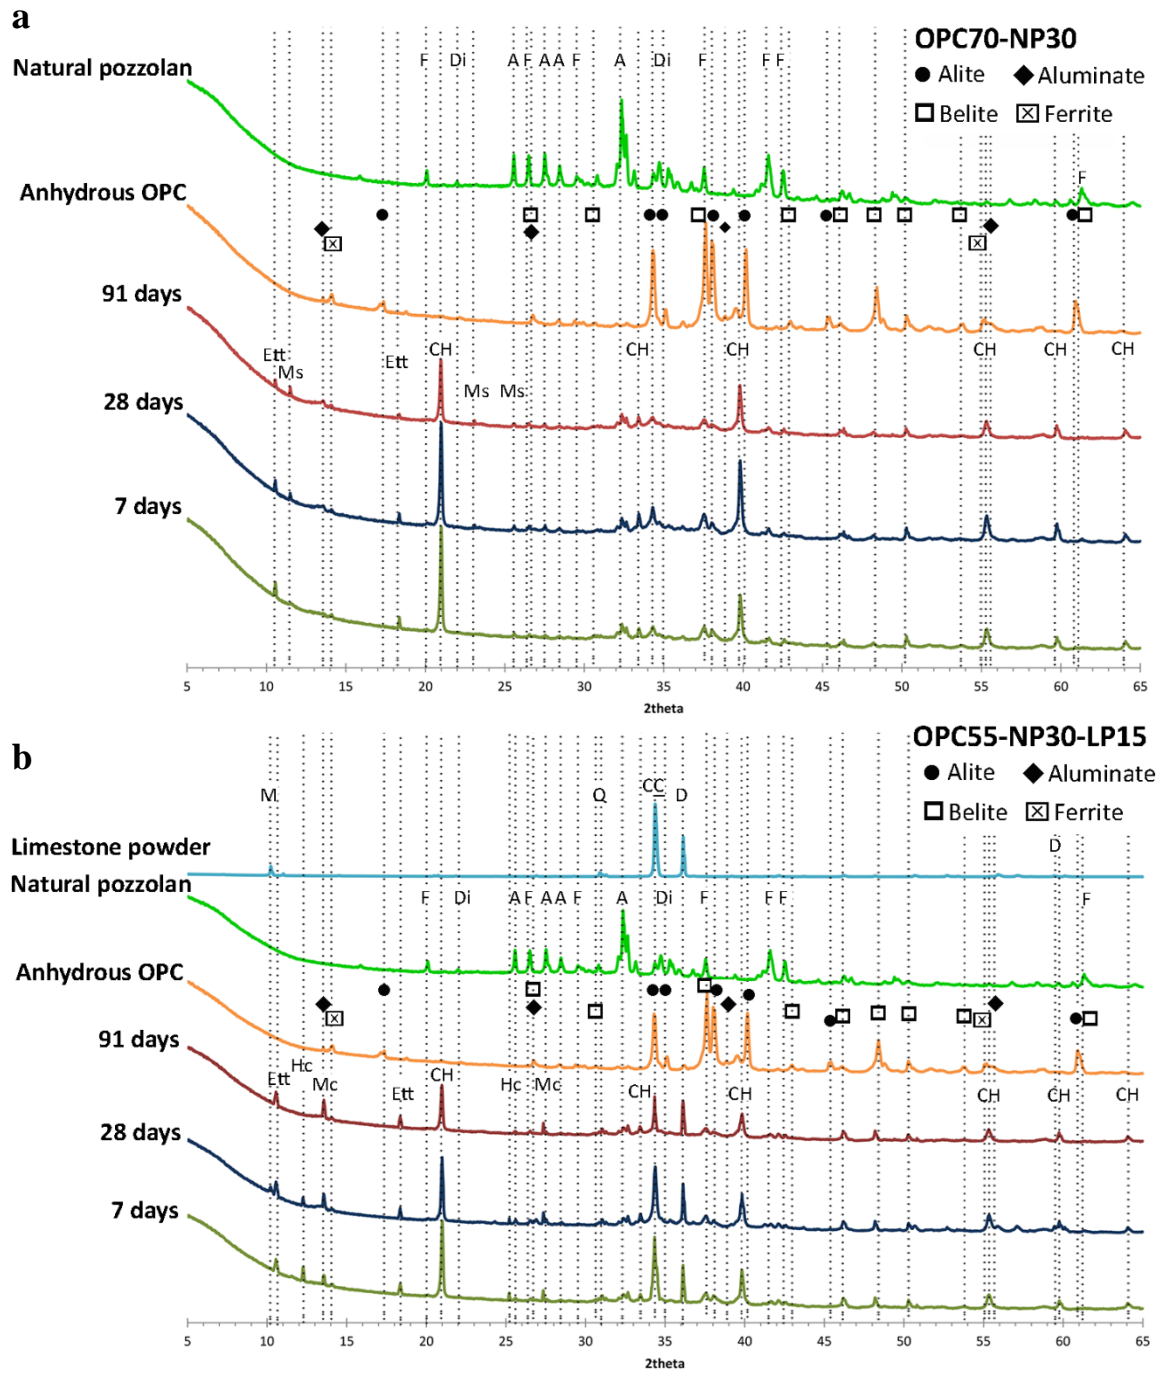 a
OPC70-NP30
Alite Aluminate
Belite Ferrite
Natural pozzolan
F Di A F A A F A Di F F F
F
Anhydrous OPC
91 days
Ett Ms Ett CH Ms Ms CH CH CH CH CH
28 days
7 days
5 10 15 20 25 30 35 40 45 50 55 60 65
2theta
b
OPC55-NP30-LP15
Alite Aluminate
Belite Ferrite
M Q CC D
D
Limestone powder
Natural pozzolan
F Di A F A A F A Di F F F F
Anhydrous OPC
91 days
Ett Hc Mc Ett CH Hc Mc CH CH CH CH CH
28 days
7 days
5 10 15 20 25 30 35 40 45 50 55 60 65
2theta